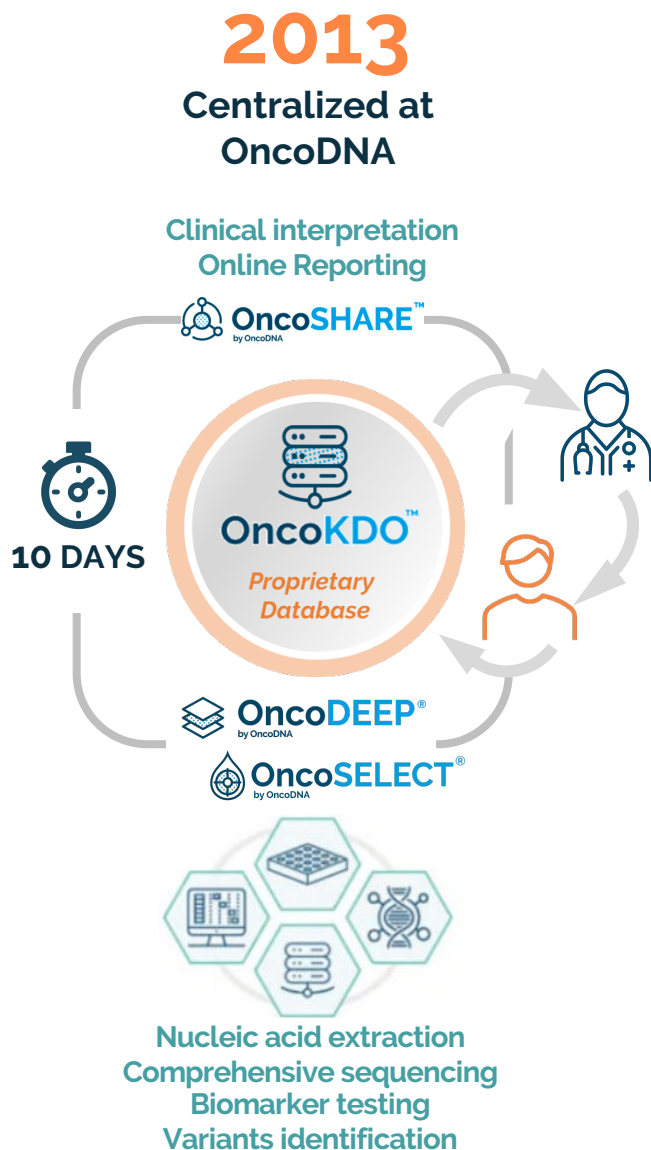 2013
Centralized at
OncoDNA
Clinical interpretation
Online Reporting
OncoSHARE™
by OncoDNA
10 DAYS
OncoKDO™
Proprietary
Database
OncoDEEP®
by OncoDNA
OncoSELECT®
by OncoDNA
Nucleic acid extraction
Comprehensive sequencing
Biomarker testing
Variants identification